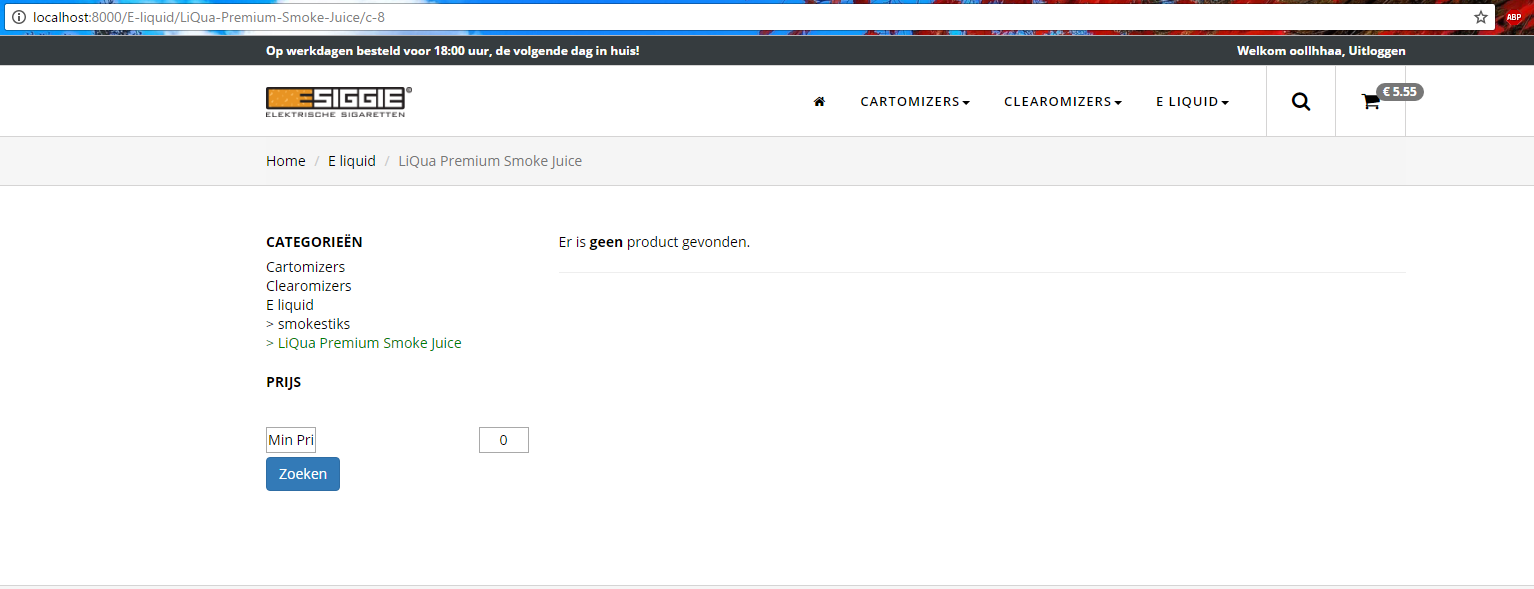 localhost:8000/E-liquid/LiQua-Premium-Smoke-Juice/c-8
ABP
Op werkdagen besteld voor 18:00 uur, de volgende dag in huis!
Welkom oollhhaa, Uitloggen
ESIGGIE®
ELEKTRISCHE SIGARETTEN
CARTOMIZERS
CLEAROMIZERS
E LIQUID
€ 5.55
Home / E liquid / LiQua Premium Smoke Juice
CATEGORIEËN
Cartomizers
Clearomizers
E liquid
> smokestiks
> LiQua Premium Smoke Juice
PRIJS
Min Pri
0
Zoeken
Er is geen product gevonden.